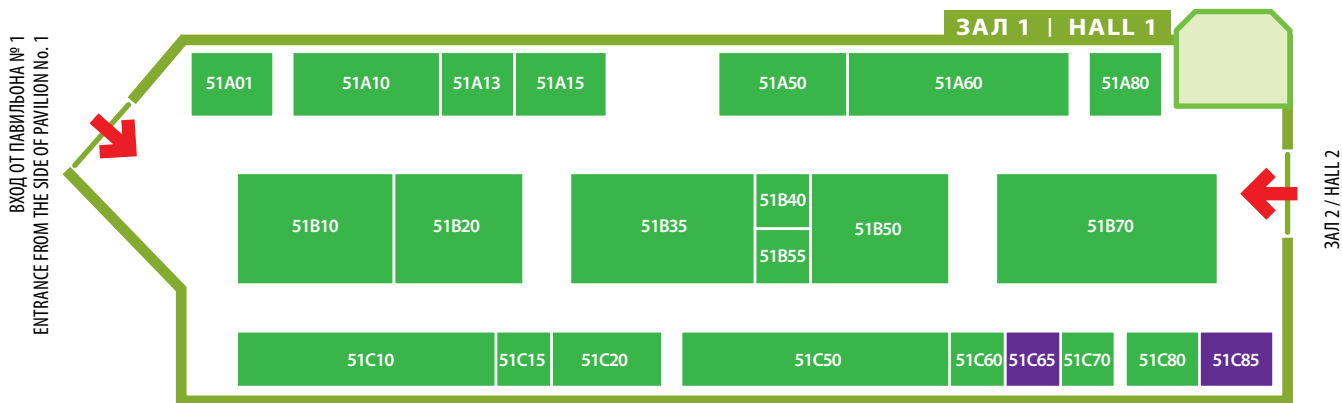 ВХОД ОТ ПАВИЛЬОНА № 1
ENTRANCE FROM THE SIDE OF PAVILION No. 1
ЗАЛ 1 | HALL 1
51A01
51A10
51A13
51A15
51A50
51A60
51A80
51B10
51B20
51B35
51B40
51B55
51B50
51B70
ЗАЛ 2 / HALL 2
51C10
51C15
51C20
51C50
51C60
51C65
51C70
51C80
51C85